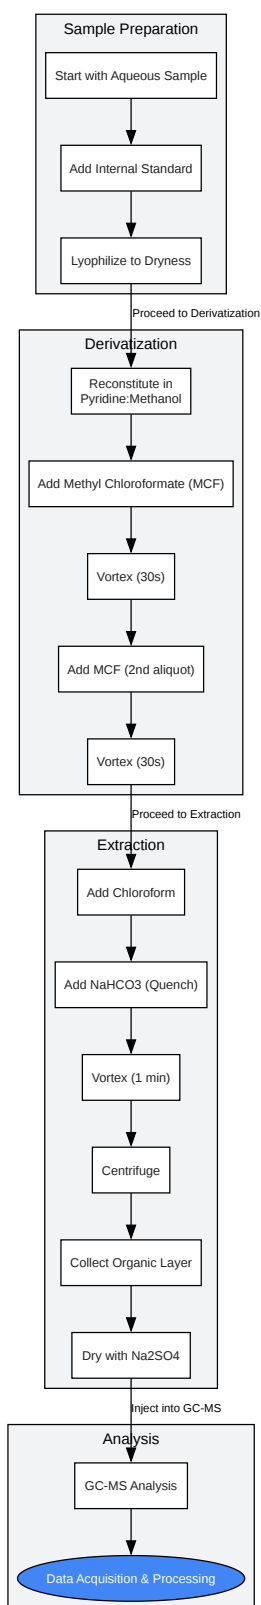 Sample Preparation
Start with Aqueous Sample
Add Internal Standard
Lyophilize to Dryness
Proceed to Derivatization
Derivatization
Reconstitute in
Pyridine:Methanol
Add Methyl Chloroformate (MCF)
Vortex (30s)
Add MCF (2nd aliquot)
Vortex (30s)
Proceed to Extraction
Extraction
Add Chloroform
Add NaHCO3 (Quench)
Vortex (1 min)
Centrifuge
Collect Organic Layer
Dry with Na2SO4
Inject into GC-MS
Analysis
GC-MS Analysis
Data Acquisition & Processing